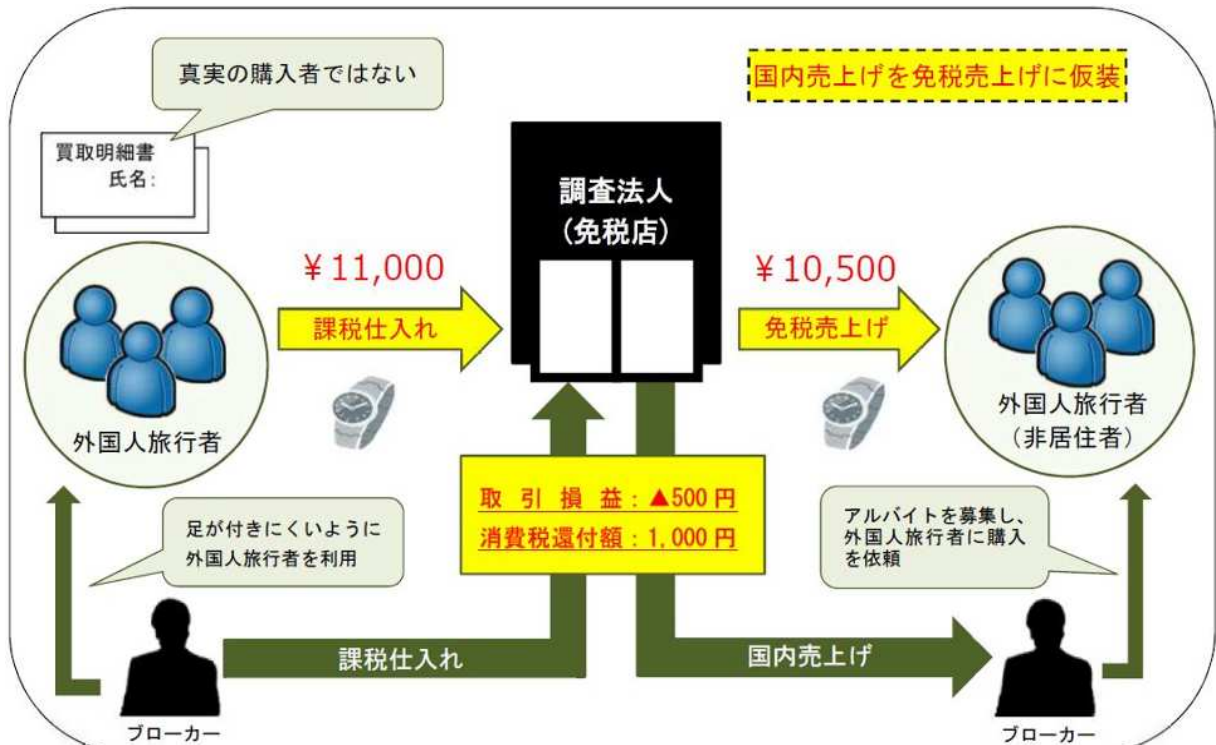 真実の購入者ではない
国内売上げを免税売上げに仮装
買取明細書
氏名:
調査法人
(免税店)
¥11,000
課税仕入れ
¥10,500
免税売上げ
外国人旅行者
外国人旅行者
(非居住者)
取引損益:▲500円
消費税還付額:1,000円
足が付きにくいように
外国人旅行者を利用
アルバイトを募集し、
外国人旅行者に購入
を依頼
課税仕入れ
国内売上げ
ブローカー
ブローカー